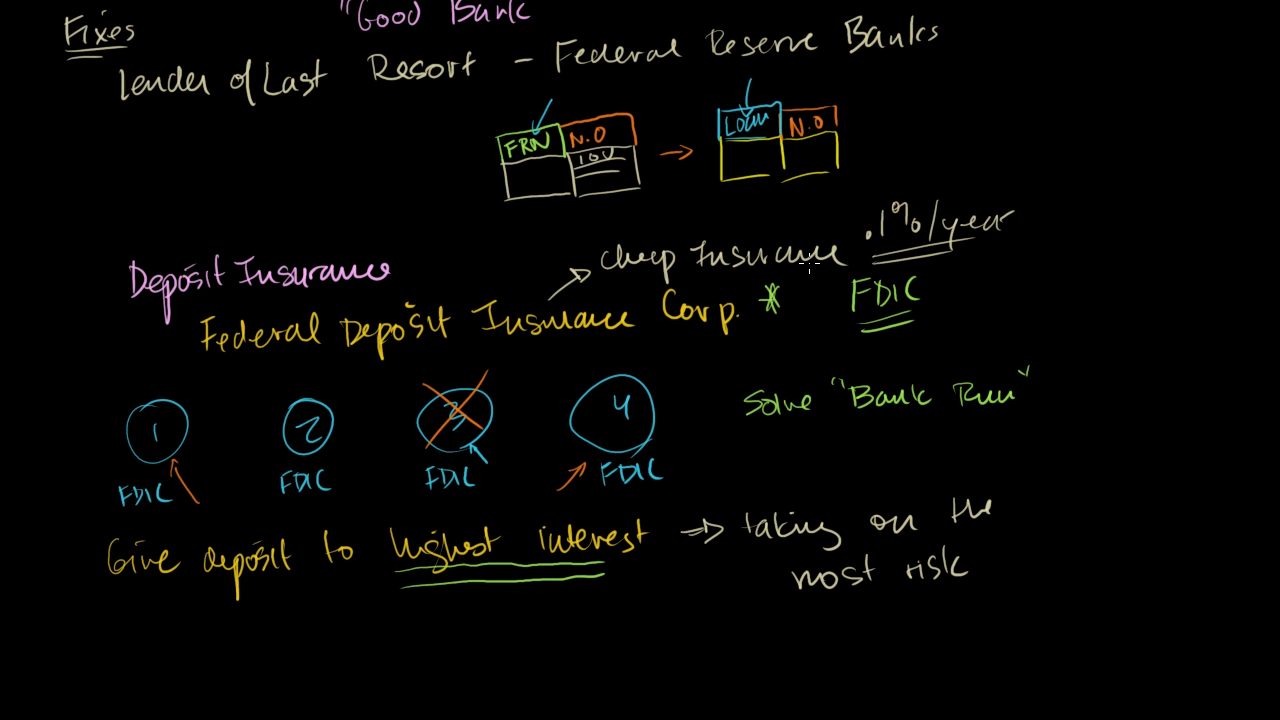 "Good Bank
Fixes
Lender of Last Resort - Federal Reserve Banks
FRN N.O
IOU
→
LOAN N.O
Deposit Insurance
Cheep Insurance .1%/year
Federal Deposit Insurance Corp. * FDIC
1 2 3 4
FDIC FDIC FDIC FDIC
Solve "Bank Run"
Give deposit to highest interest ⇒ taking on the
most risk